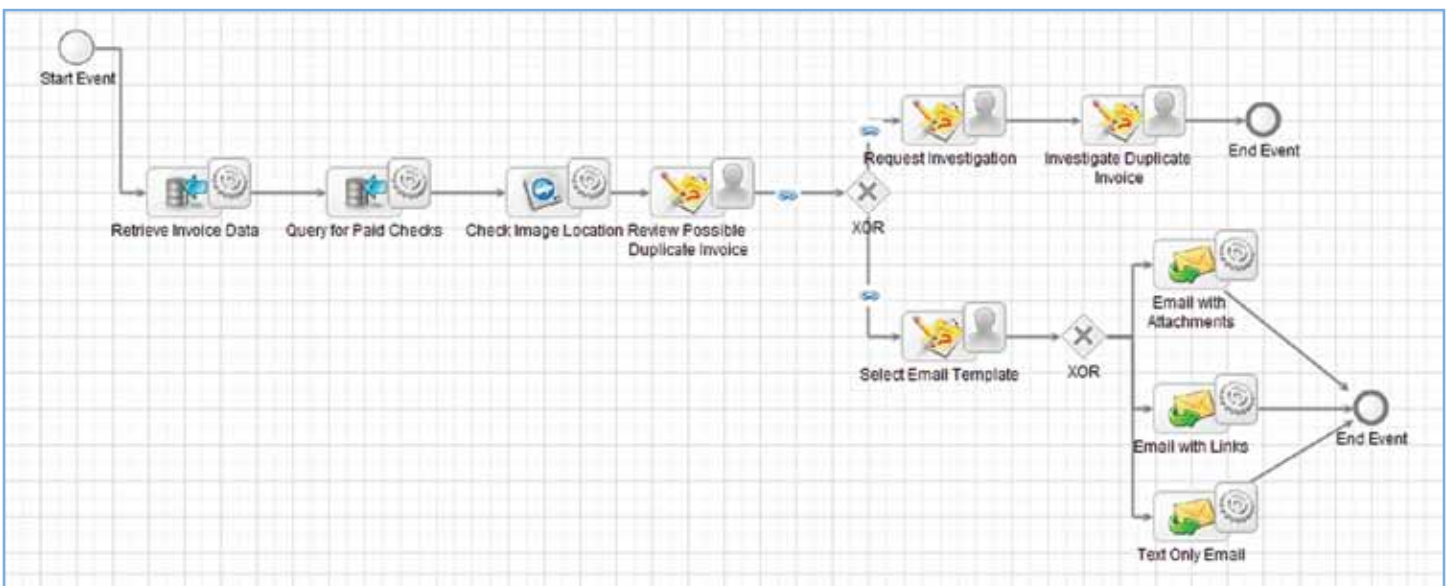 Start Event
Retrieve Invoice Data
Query for Paid Checks
Check Image Location
Review Possible
Duplicate Invoice
XOR
Request Investigation
Investigate Duplicate
Invoice
End Event
Select Email Template
XOR
Email with
Attachments
Email with Links
Text Only Email
End Event